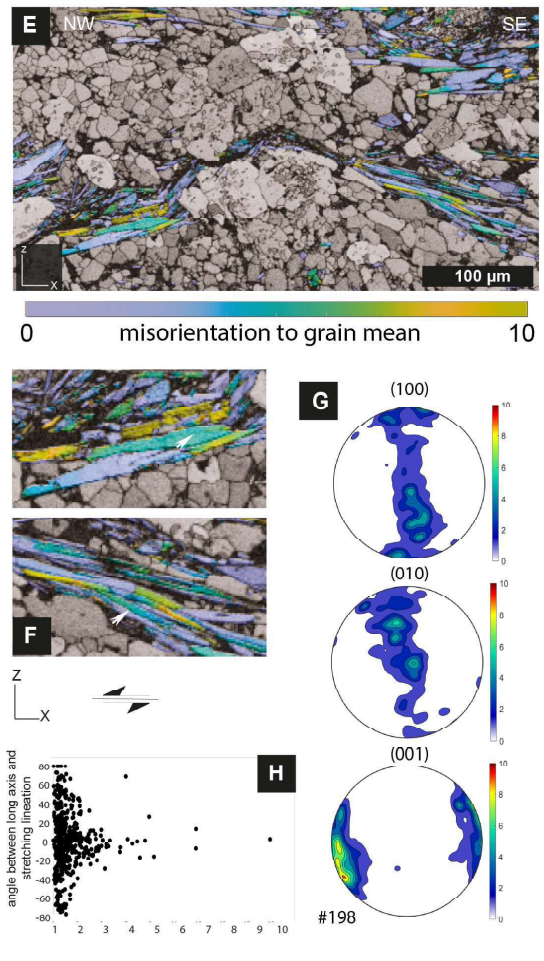 E NW SE
Z
X
100 µm
0 misorientation to grain mean 10
G
(100)
10
8
6
4
2
0
(010)
10
8
6
4
2
0
F
Z
X
(001)
10
8
6
4
2
0
#198
H
angle between long axis and
stretching lineation
80
60
40
20
0
-20
-40
-60
-80
1 2 3 4 5 6 7 8 9 10